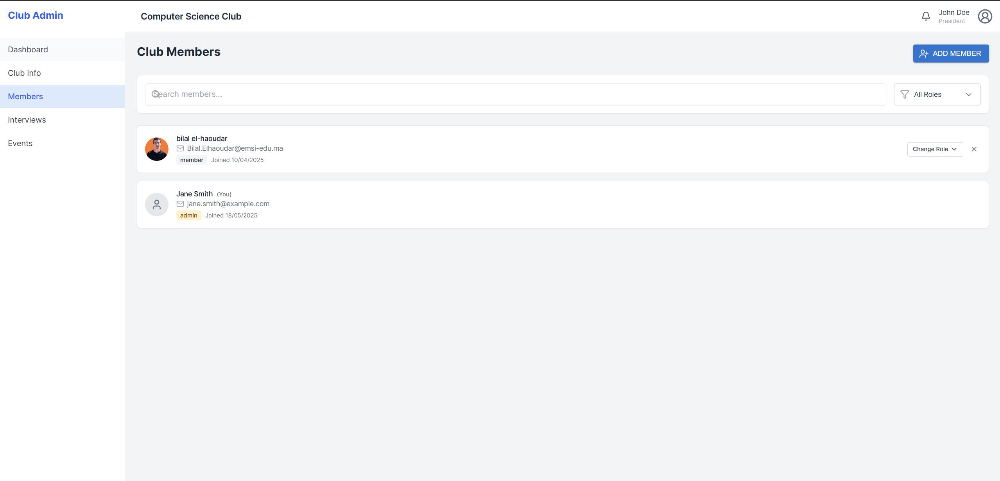 Club Admin
Dashboard
Club Info
Members
Interviews
Events
Computer Science Club
John Doe
President
Club Members
ADD MEMBER
Search members...
All Roles
bilal el-haoudar
Bilal.Elhaoudar@emsi-edu.ma
member Joined 10/04/2025
Change Role
Jane Smith (You)
jane.smith@example.com
admin Joined 18/05/2025